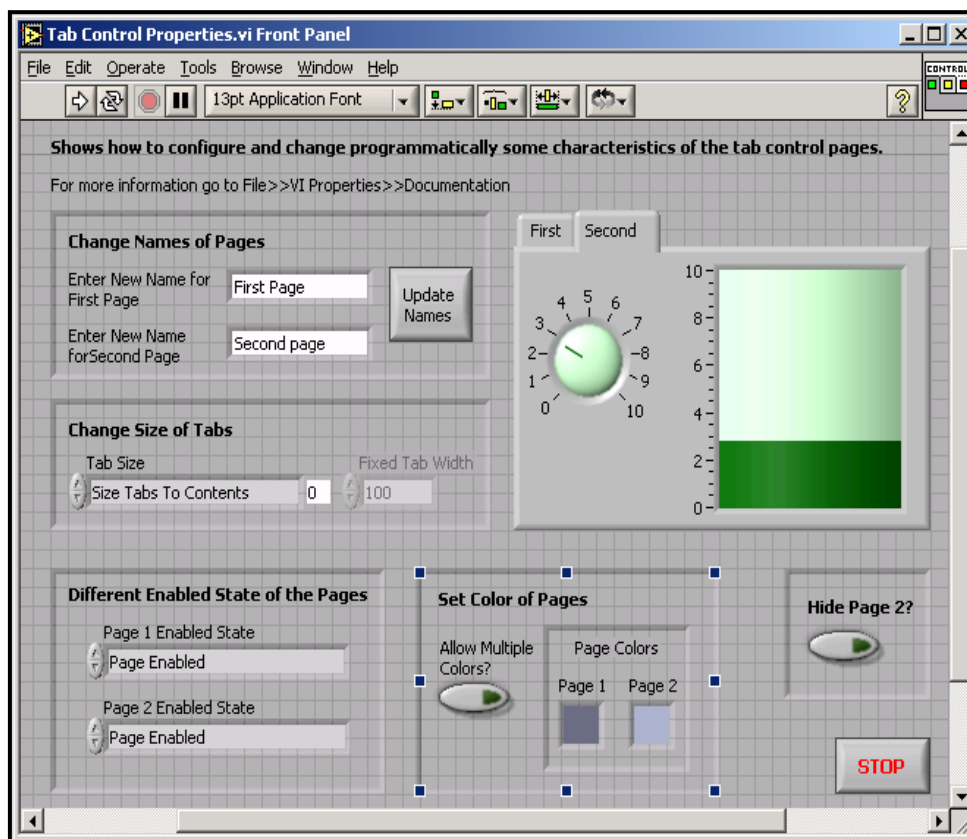 Tab Control Properties.vi Front Panel
File Edit Operate Tools Browse Window Help
CONTROL
13pt Application Font
?
Shows how to configure and change programmatically some characteristics of the tab control pages.
For more information go to File>>VI Properties>>Documentation
Change Names of Pages
Enter New Name for
First Page
First Page
Enter New Name
forSecond Page
Second page
Update
Names
Change Size of Tabs
Tab Size
Size Tabs To Contents
0
Fixed Tab Width
100
First
Second
0
1
2
3
4
5
6
7
8
9
10
10
8
6
4
2
0
Different Enabled State of the Pages
Page 1 Enabled State
Page Enabled
Page 2 Enabled State
Page Enabled
Set Color of Pages
Allow Multiple
Colors?
Page Colors
Page 1
Page 2
Hide Page 2?
STOP